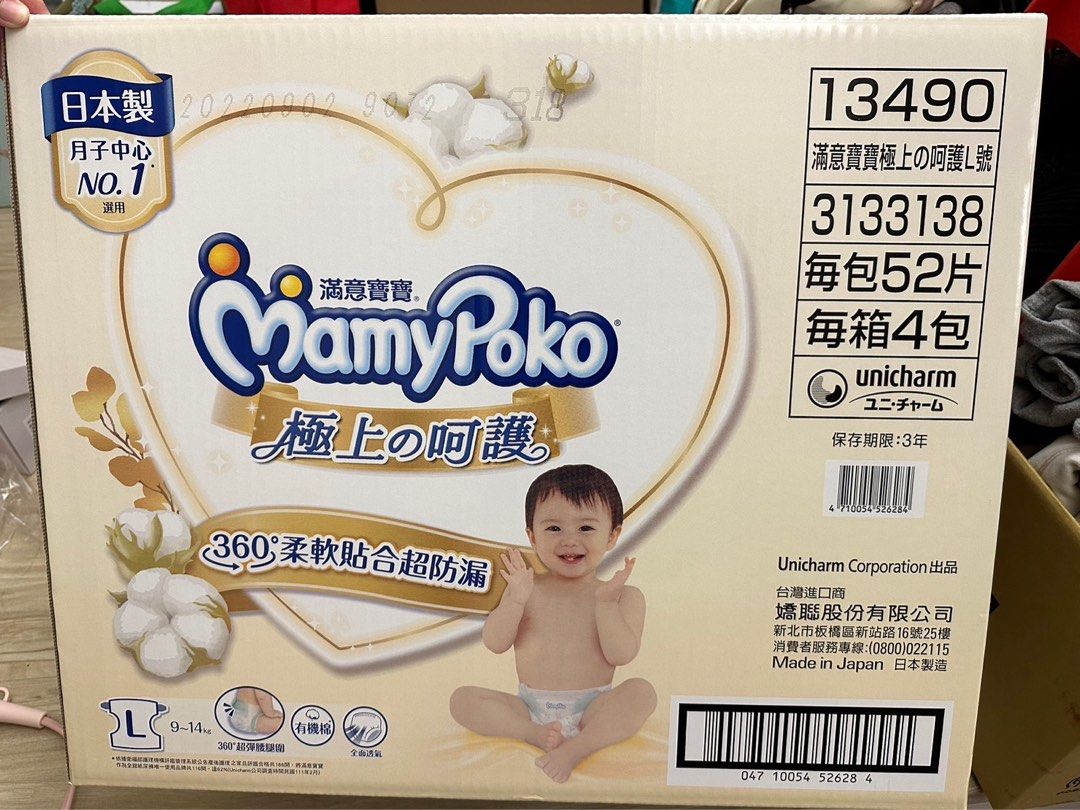 日本製
月子中心
NO.1
選用
20220902 9072 318
滿意寶寶®
MamyPoko
極上の呵護
360°柔軟貼合超防漏
L
9~14kg
360°超彈腰腿圍
有機棉
全面透氣
13490
滿意寶寶極上の呵護L號
3133138
每包52片
每箱4包
unicharm
ユニ・チャーム
保存期限:3年
4 710054 526284
Unicharm Corporation出品
台灣進口商
嬌聯股份有限公司
新北市板橋區新站路16號25樓
消費者服務專線:(0800)022115
Made in Japan 日本製造
047 10054 52628 4